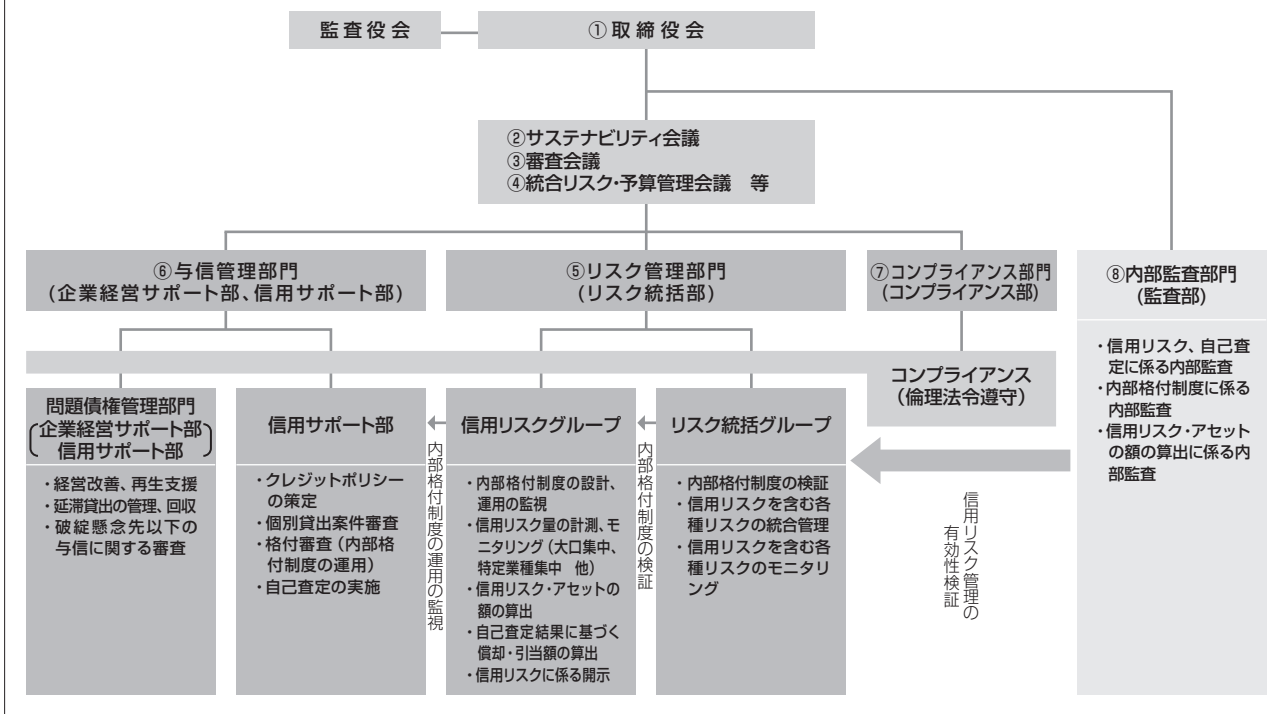 監査役会
①取締役会
②サステナビリティ会議
③審査会議
④統合リスク・予算管理会議　等
⑥与信管理部門
(企業経営サポート部、信用サポート部)
⑤リスク管理部門
(リスク統括部)
⑦コンプライアンス部門
(コンプライアンス部)
⑧内部監査部門
(監査部)
・信用リスク、自己査
定に係る内部監査
・内部格付制度に係る
内部監査
・信用リスク・アセット
の額の算出に係る内
部監査
コンプライアンス
(倫理法令遵守)
問題債権管理部門
(企業経営サポート部
信用サポート部)
・経営改善、再生支援
・延滞貸出の管理、回収
・破綻懸念先以下の
与信に関する審査
信用サポート部
・クレジットポリシー
の策定
・個別貸出案件審査
・格付審査（内部格
付制度の運用）
・自己査定の実施
内部格付制度の運用の監視
信用リスクグループ
・内部格付制度の設計、
運用の監視
・信用リスク量の計測、モ
ニタリング（大口集中、
特定業種集中　他）
・信用リスク・アセットの
額の算出
・自己査定結果に基づく
償却・引当額の算出
・信用リスクに係る開示
内部格付制度の検証
リスク統括グループ
・内部格付制度の検証
・信用リスクを含む各
種リスクの統合管理
・信用リスクを含む各
種リスクのモニタリ
ング
信用リスク管理の
有効性検証